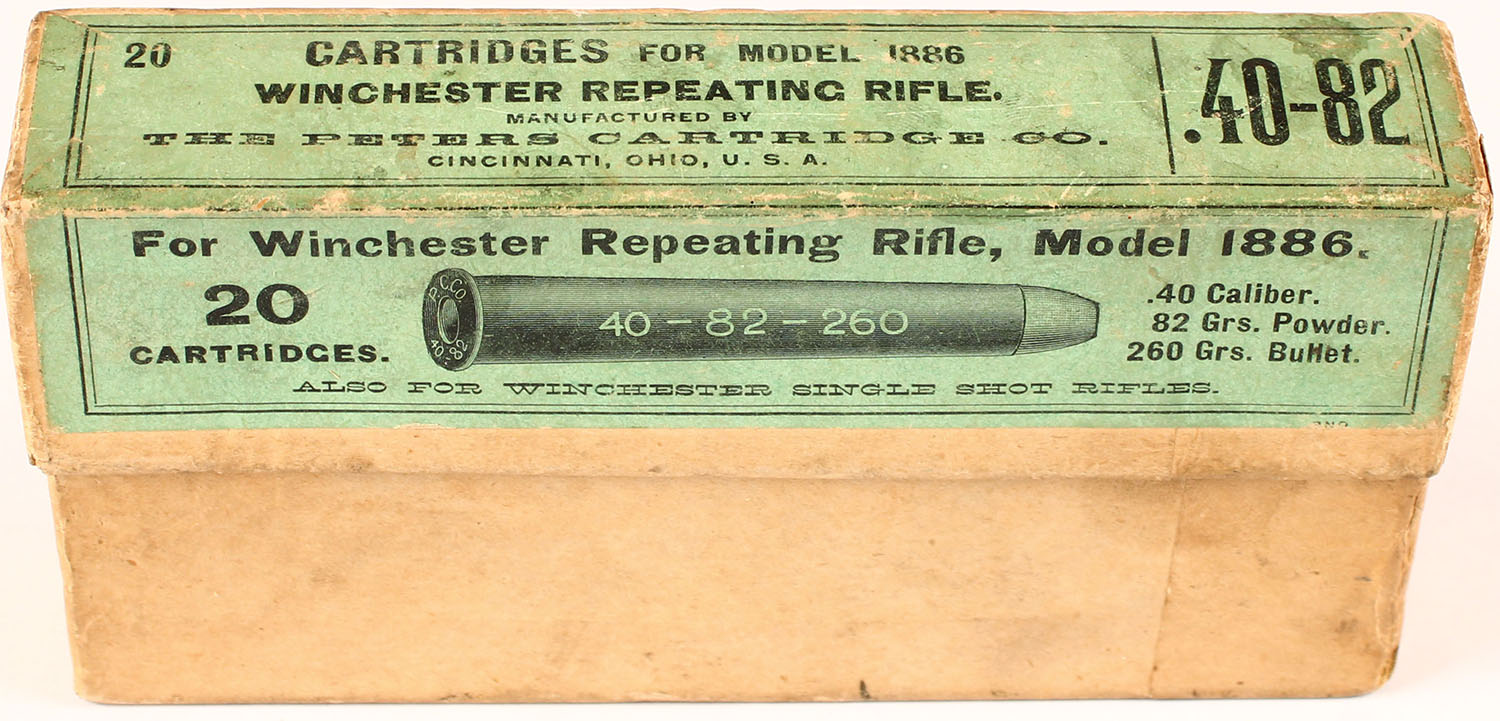 20 CARTRIDGES FOR MODEL 1886
WINCHESTER REPEATING RIFLE.
MANUFACTURED BY
THE PETERS CARTRIDGE CO.
CINCINNATI, OHIO, U. S. A.
.40-82
For Winchester Repeating Rifle, Model 1886.
20
CARTRIDGES.
P.C.CO
40-82
40-82-260
.40 Caliber.
82 Grs. Powder.
260 Grs. Bullet.
ALSO FOR WINCHESTER SINGLE SHOT RIFLES.